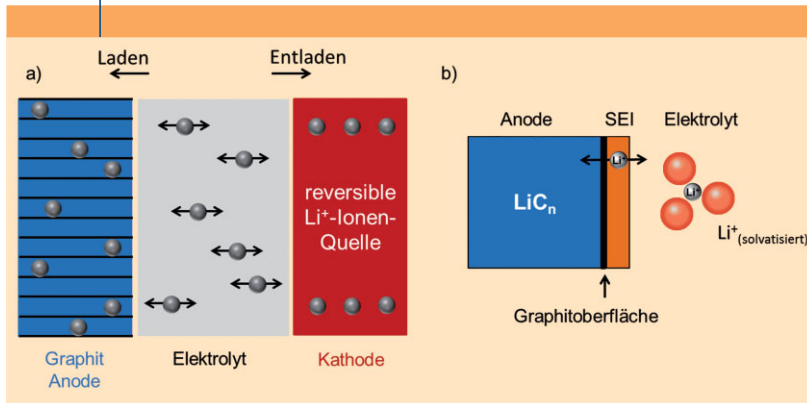 Laden
Entladen
a)
reversible
Li⁺-Ionen-
Quelle
Graphit
Anode
Elektrolyt
Kathode
b)
Anode
SEI
Elektrolyt
Li⁺
LiCₙ
Li⁺
Li⁺(solvatisiert)
Graphitoberfläche